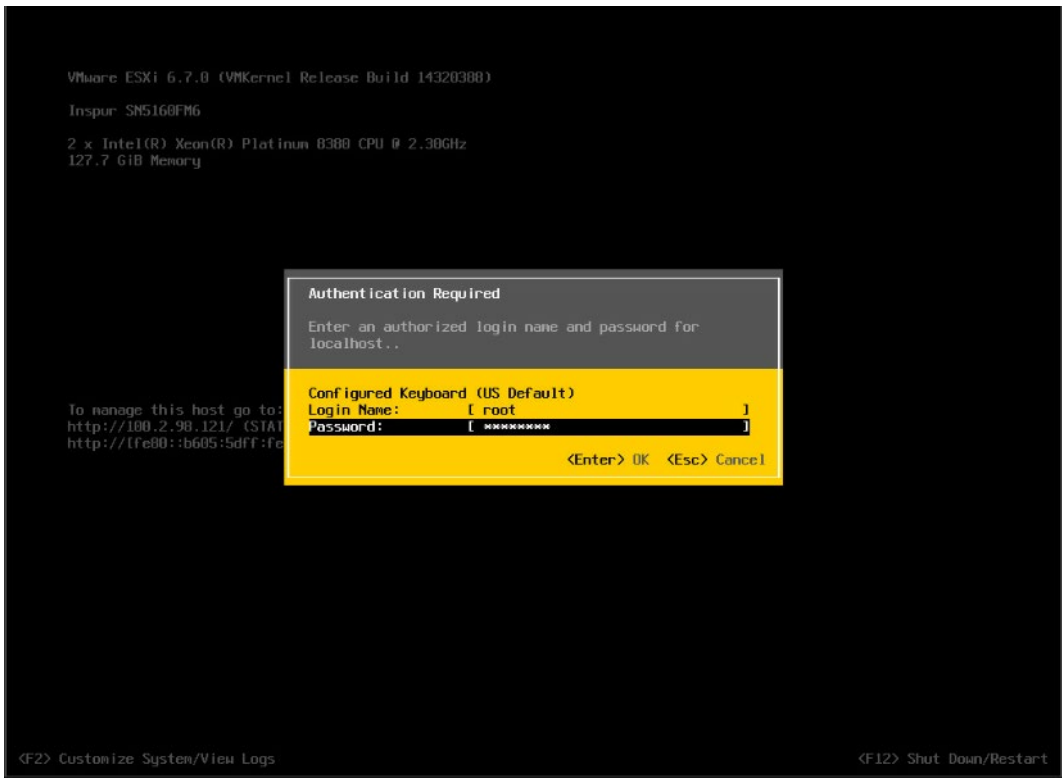 VMware ESXi 6.7.0 (VMKernel Release Build 14320388)
Inspur SN5160FM6
2 x Intel(R) Xeon(R) Platinum 8380 CPU @ 2.30GHz
127.7 GiB Memory
Authentication Required
Enter an authorized login name and password for
localhost..
Configured Keyboard (US Default)
Login Name: [ root ]
Password: [ ******** ]
<Enter> OK <Esc> Cancel
To manage this host go to:
http://100.2.98.121/ (STAT
http://[fe80::b605:5dff:fe
<F2> Customize System/View Logs
<F12> Shut Down/Restart